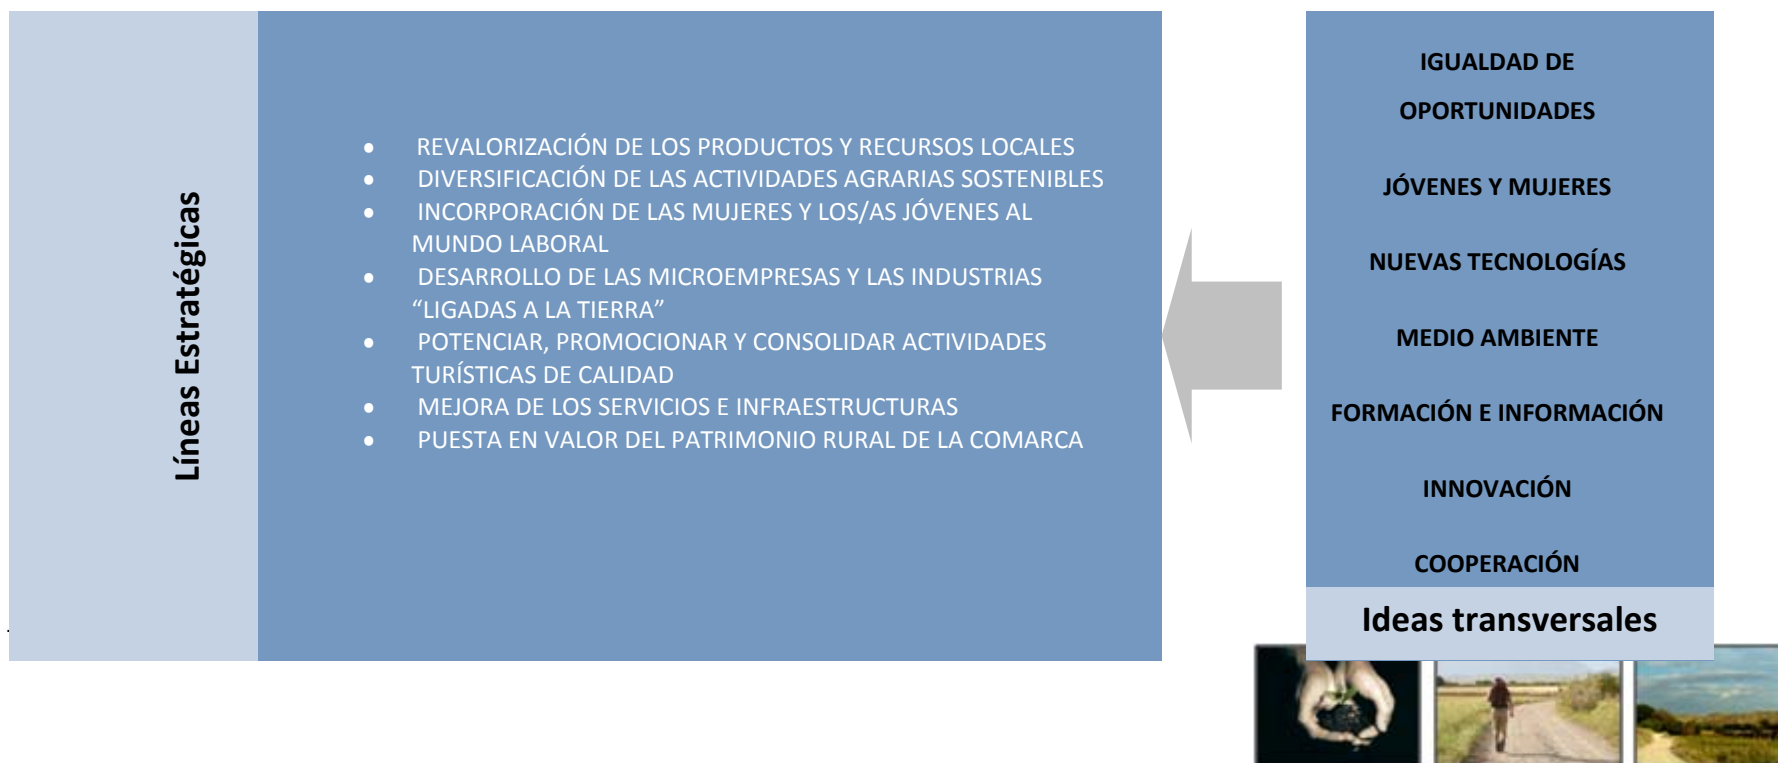 Líneas Estratégicas
• REVALORIZACIÓN DE LOS PRODUCTOS Y RECURSOS LOCALES
• DIVERSIFICACIÓN DE LAS ACTIVIDADES AGRARIAS SOSTENIBLES
• INCORPORACIÓN DE LAS MUJERES Y LOS/AS JÓVENES AL
MUNDO LABORAL
• DESARROLLO DE LAS MICROEMPRESAS Y LAS INDUSTRIAS
“LIGADAS A LA TIERRA”
• POTENCIAR, PROMOCIONAR Y CONSOLIDAR ACTIVIDADES
TURÍSTICAS DE CALIDAD
• MEJORA DE LOS SERVICIOS E INFRAESTRUCTURAS
• PUESTA EN VALOR DEL PATRIMONIO RURAL DE LA COMARCA
IGUALDAD DE
OPORTUNIDADES
JÓVENES Y MUJERES
NUEVAS TECNOLOGÍAS
MEDIO AMBIENTE
FORMACIÓN E INFORMACIÓN
INNOVACIÓN
COOPERACIÓN
Ideas transversales